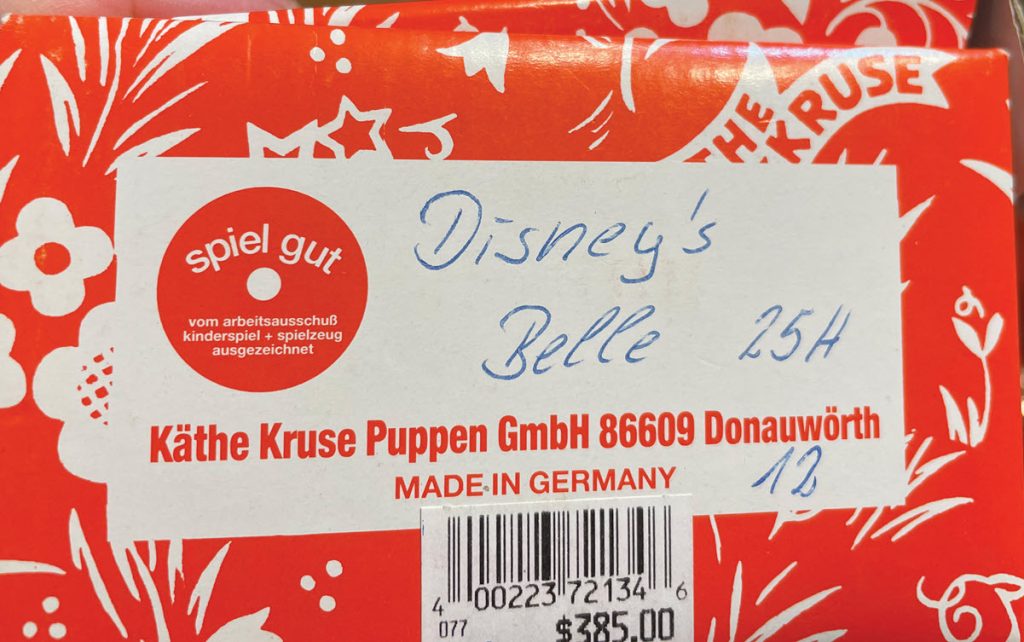 THE
KRUSE
spiel gut
vom arbeitsausschuß
kinderspiel + spielzeug
ausgezeichnet
Disney's
Belle 25H
Käthe Kruse Puppen GmbH 86609 Donauwörth
MADE IN GERMANY 12
4 00223 72134 6
077 $385.00